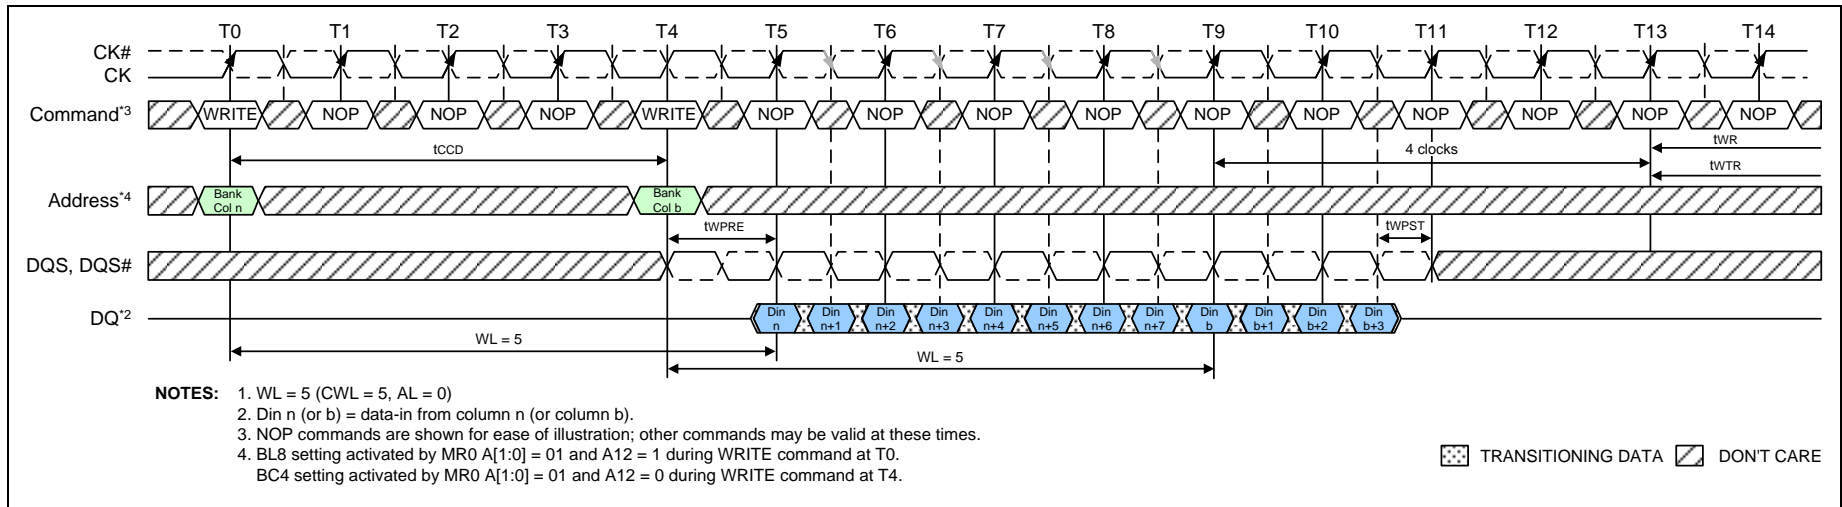 T0 T1 T2 T3 T4 T5 T6 T7 T8 T9 T10 T11 T12 T13 T14
CK#
CK
Command*3 WRITE NOP NOP NOP WRITE NOP NOP NOP NOP NOP NOP NOP NOP NOP NOP
tCCD 4 clocks tWR
tWTR
Address*4 Bank Col n Bank Col b
tWPRE tWPST
DQS, DQS#
DQ*2 Din n Din n+1 Din n+2 Din n+3 Din n+4 Din n+5 Din n+6 Din n+7 Din b Din b+1 Din b+2 Din b+3
WL = 5
WL = 5
NOTES: 1. WL = 5 (CWL = 5, AL = 0)
2. Din n (or b) = data-in from column n (or column b).
3. NOP commands are shown for ease of illustration; other commands may be valid at these times.
4. BL8 setting activated by MR0 A[1:0] = 01 and A12 = 1 during WRITE command at T0.
BC4 setting activated by MR0 A[1:0] = 01 and A12 = 0 during WRITE command at T4.
TRANSITIONING DATA DON'T CARE